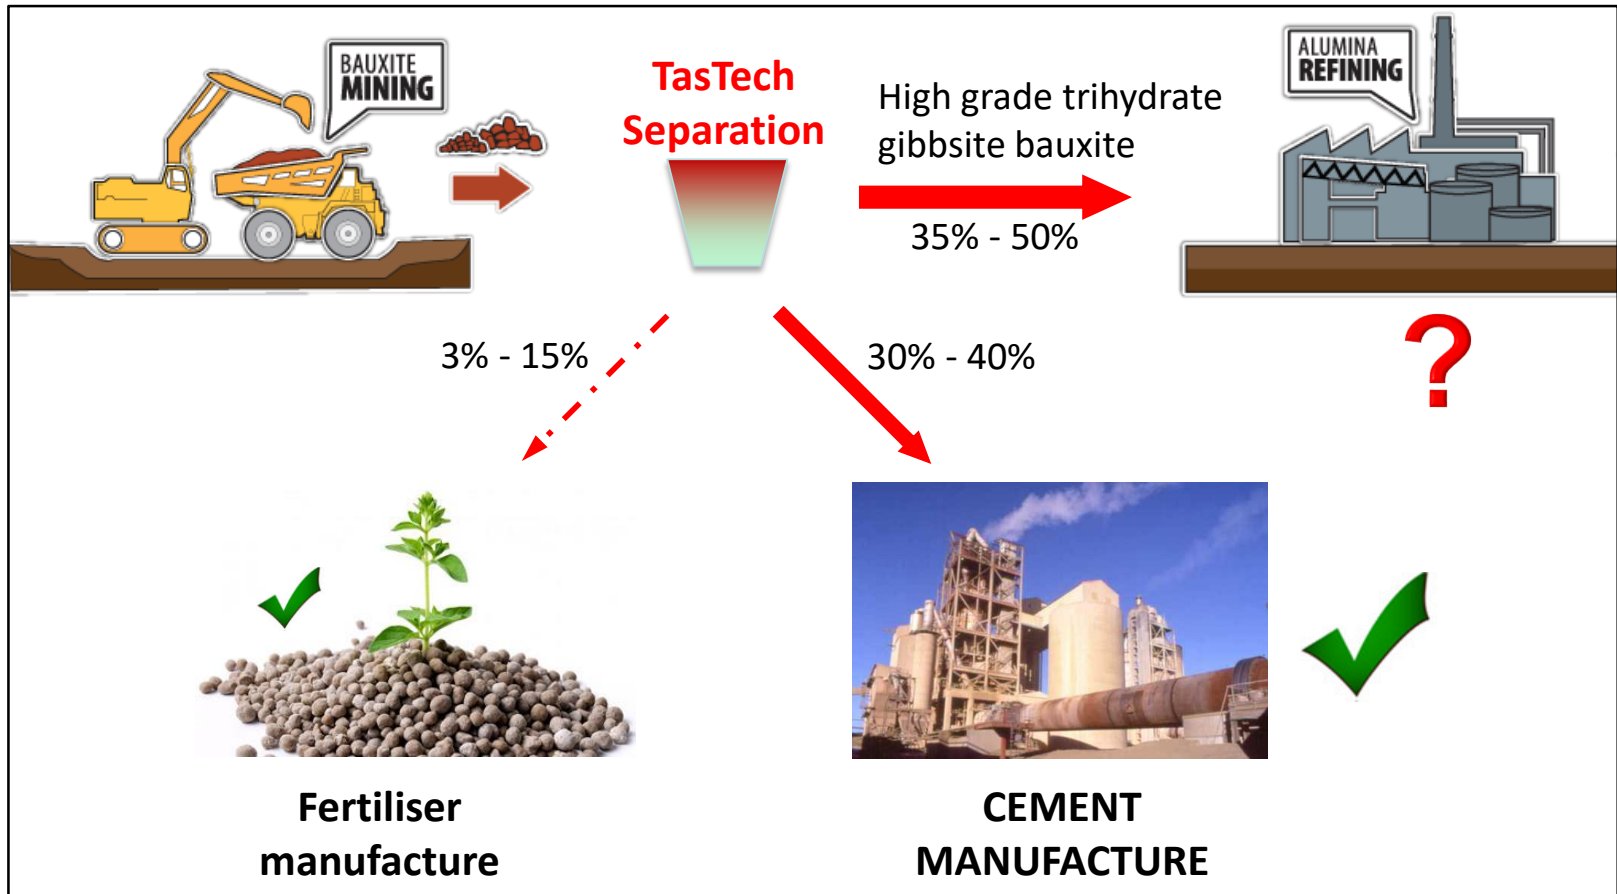 BAUXITE
MINING
TasTech
Separation
High grade trihydrate
gibbsite bauxite
35% - 50%
ALUMINA
REFINING
?
3% - 15%
30% - 40%
Fertiliser
manufacture
CEMENT
MANUFACTURE